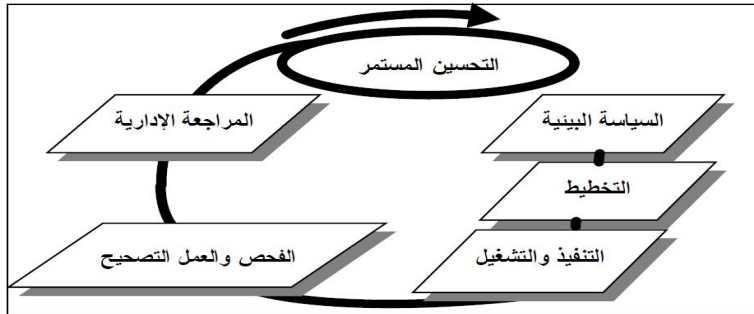 التحسين المستمر
السياسة البيئية
المراجعة الإدارية
التخطيط
التنفيذ والتشغيل
الفحص والعمل التصحيح